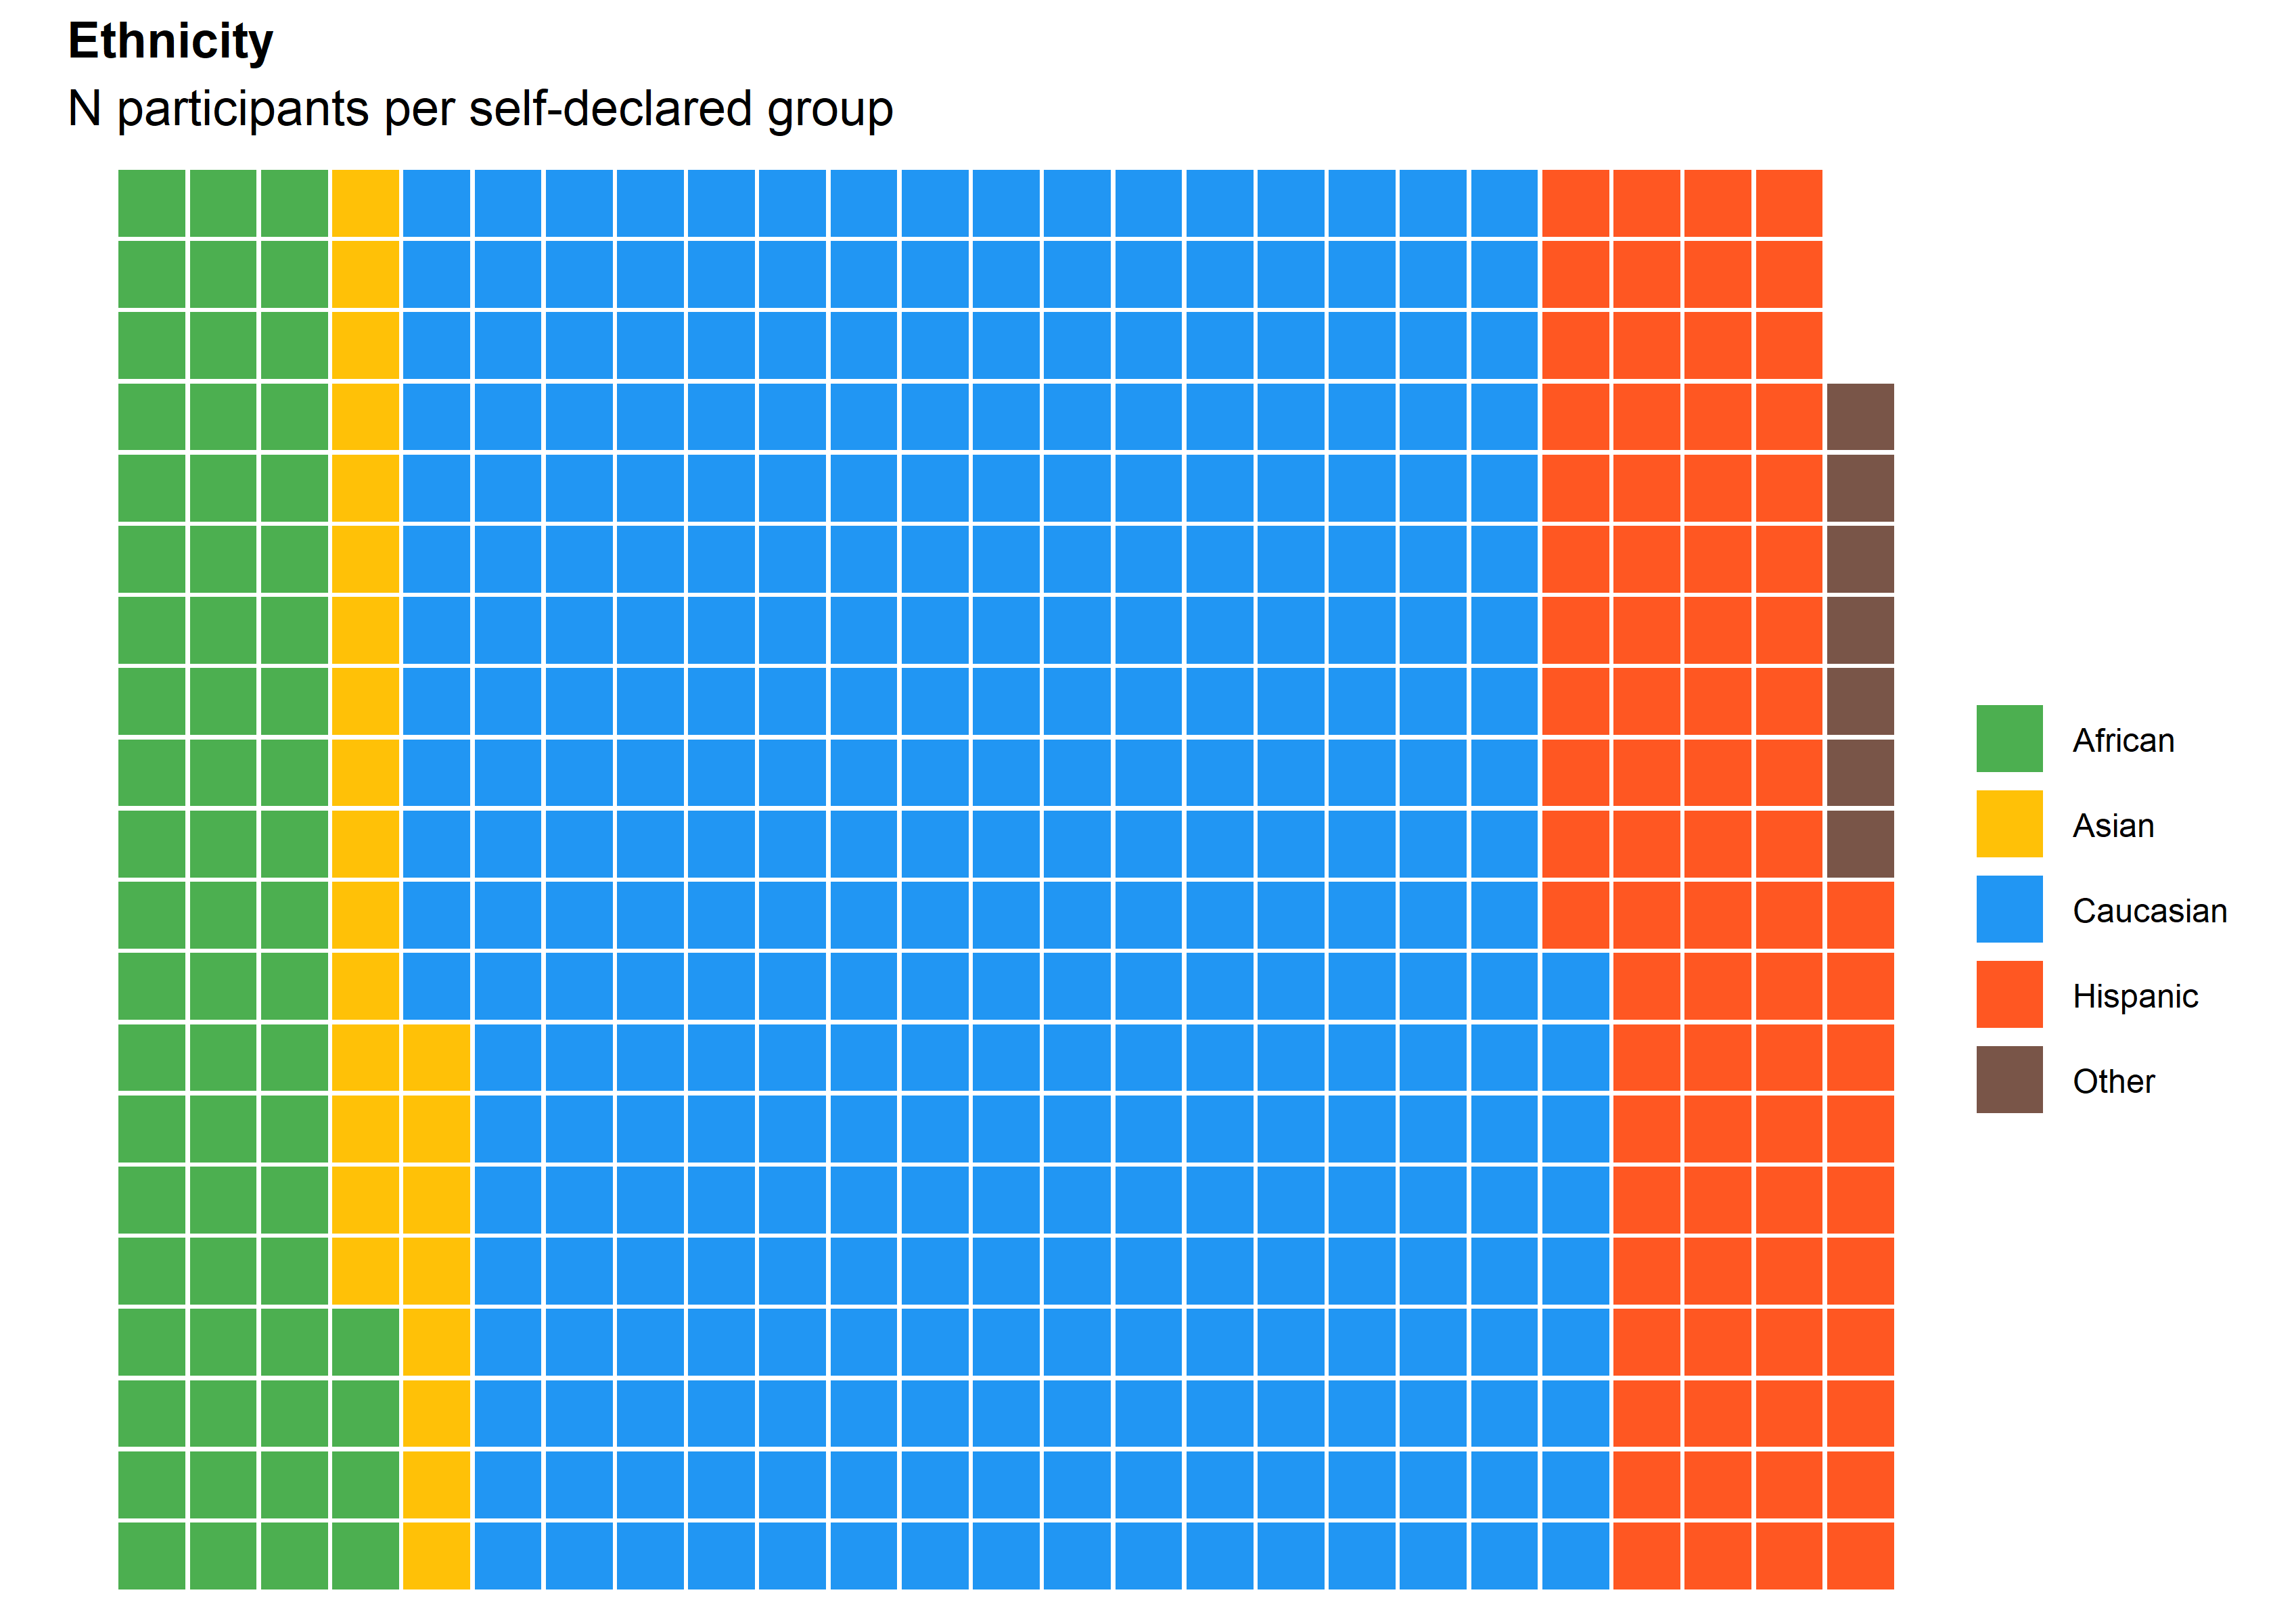 Ethnicity
N participants per self-declared group
African
Asian
Caucasian
Hispanic
Other